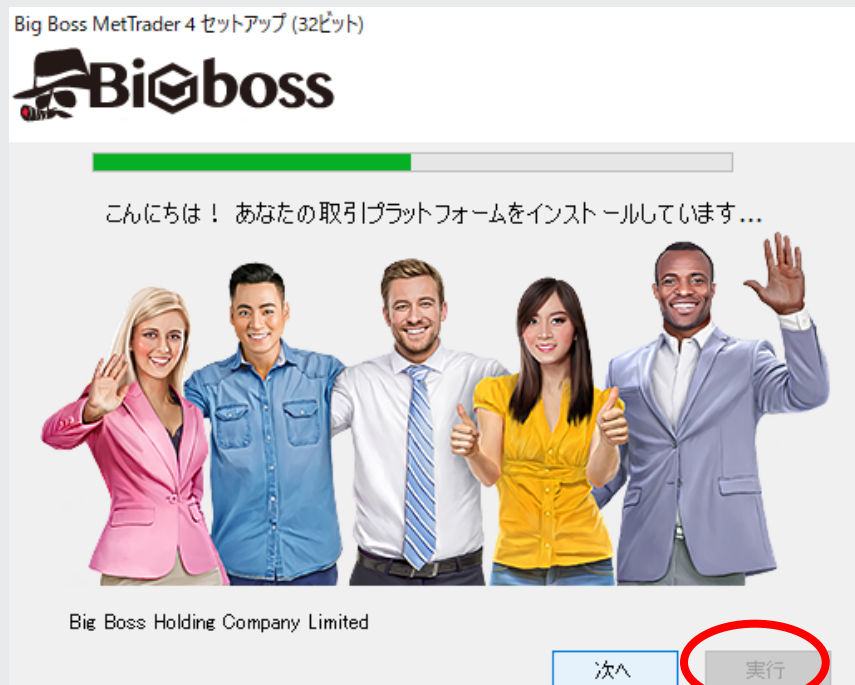 Big Boss MetTrader 4 セットアップ (32ビット)
BiGboss
こんにちは！ あなたの取引プラットフォームをインストールしています...
Big Boss Holding Company Limited
次へ 実行